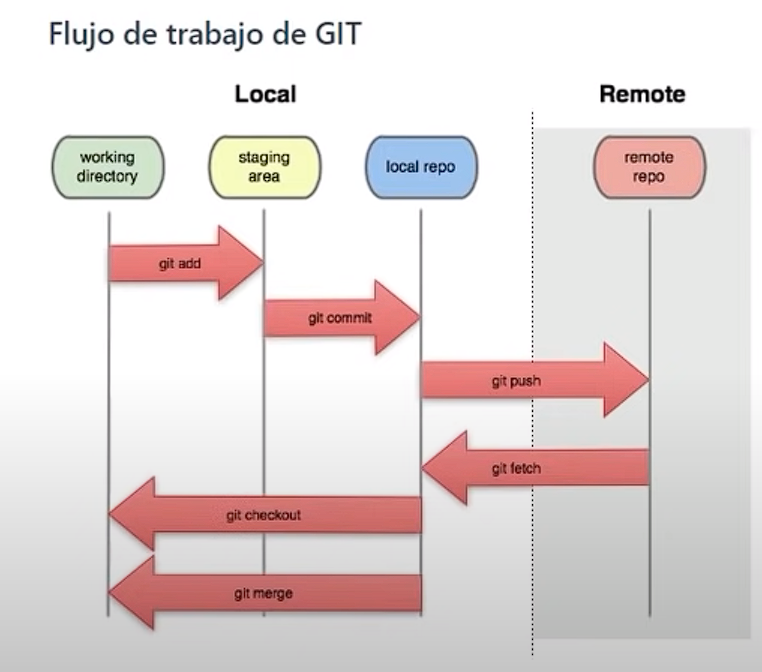 Flujo de trabajo de GIT
Local
Remote
working
directory
staging
area
local repo
remote
repo
git add
git commit
git push
git fetch
git checkout
git merge